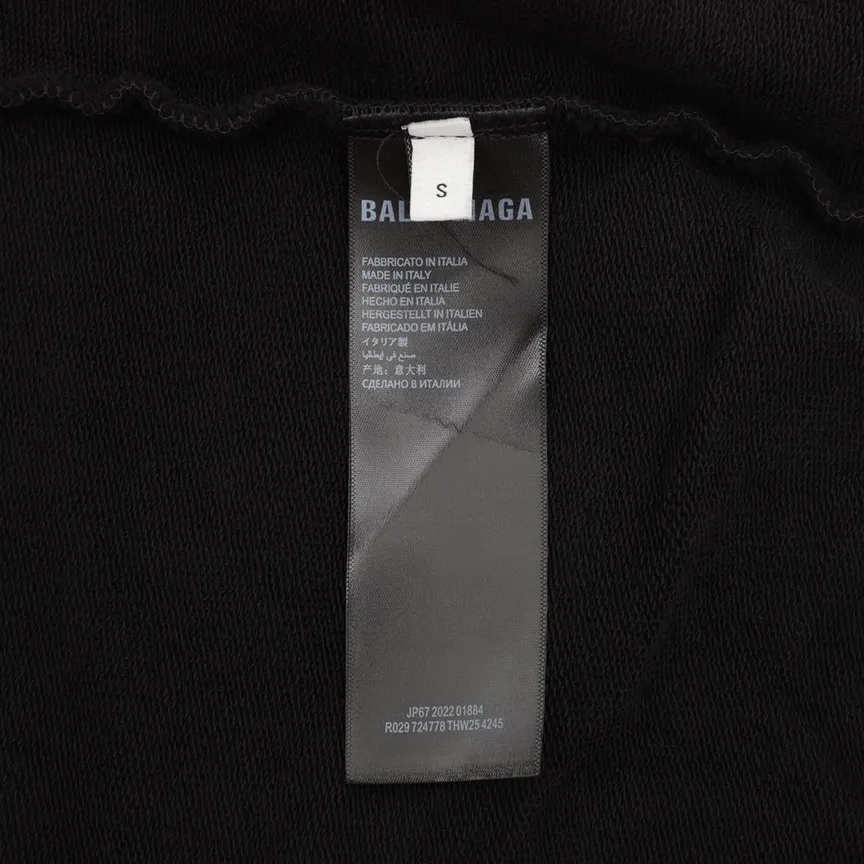 S
BAL NAGA
FABBRICATO IN ITALIA
MADE IN ITALY
FABRIQUÉ EN ITALIE
HECHO EN ITALIA
HERGESTELLT IN ITALIEN
FABRICADO EM ITÁLIA
イタリア製
صنع في إيطاليا
产地：意大利
СДЕЛАНО В ИТАЛИИ
JP67 2022 01884
R029 724778 THW25 4245